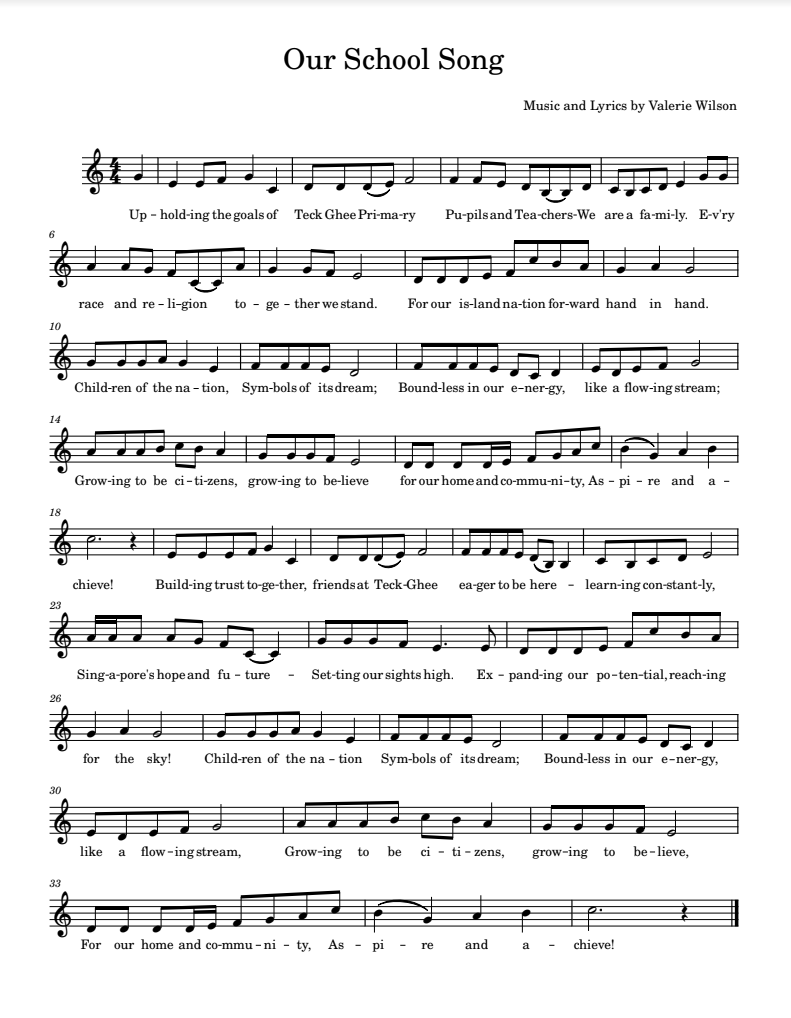 Our School Song
Music and Lyrics by Valerie Wilson
Up – hold-ing the goals of Teck Ghee Pri-ma-ry Pu-pils and Tea-chers-We are a fa-mi-ly. E-v'ry
6
race and re – li-gion to – ge – ther we stand. For our is-land na-tion for-ward hand in hand.
10
Child-ren of the na – tion, Sym-bols of its dream; Bound-less in our e-ner-gy, like a flow-ing stream;
14
Grow-ing to be ci-ti-zens, growing to be-lieve for our home and co-mmu-ni-ty, As – pi – re and a –
18
chieve! Build-ing trust to-ge-ther, friends at Teck-Ghee ea-ger to be here – learn-ing con-stant-ly,
23
Sing-a-pore's hope and fu – ture – Set-ting our sights high. Ex – pand-ing our po-ten-tial, reach-ing
26
for the sky! Child-ren of the na – tion Sym-bols of its dream; Bound-less in our e-ner-gy,
30
like a flow-ing stream, Grow-ing to be ci – ti – zens, grow-ing to be-lieve,
33
For our home and co-mmu – ni – ty, As – pi – re and a – chieve!